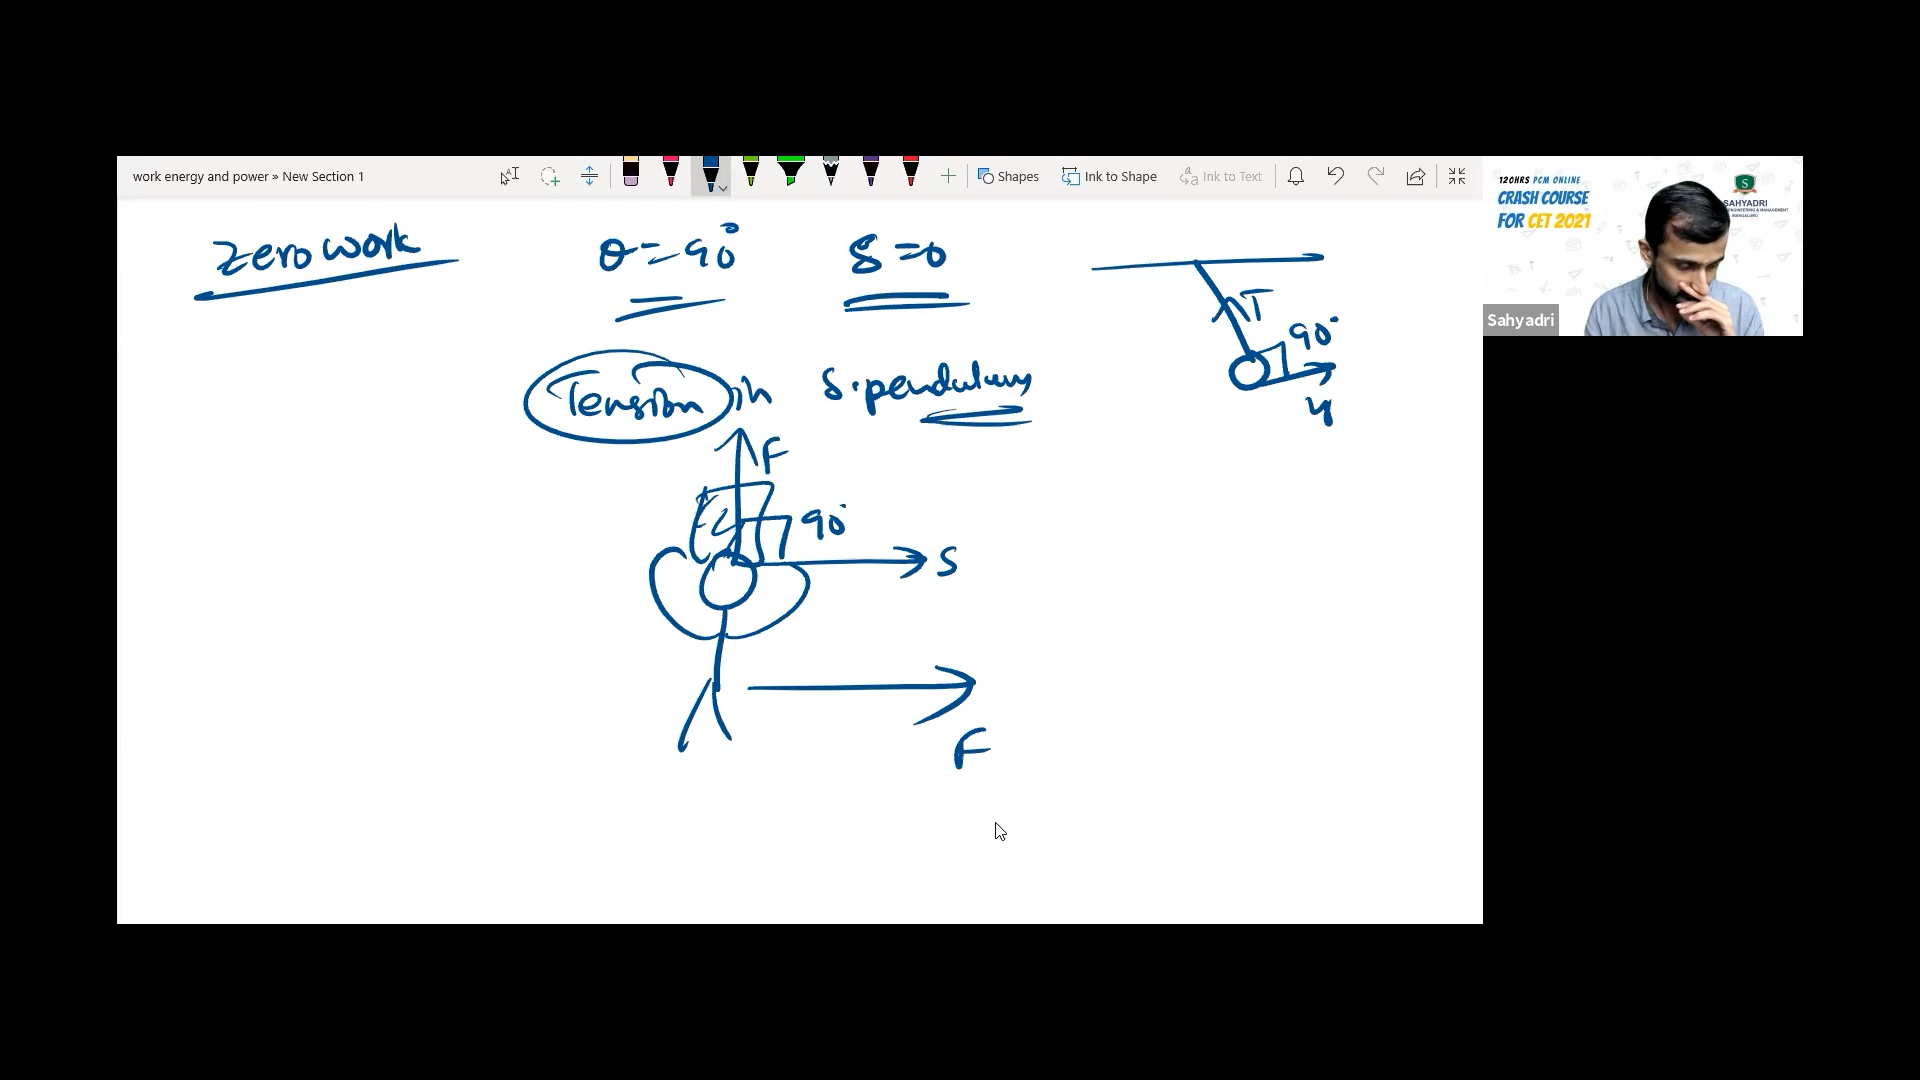 work energy and power » New Section 1
Shapes
Ink to Shape
Ink to Text
120HRS PCM ONLINE
CRASH COURSE
FOR CET 2021
S
SAHYADRI
Sahyadri
Zero work θ = 90° S = 0
T
90°
Tension in S. pendulum
F
90°
S
F